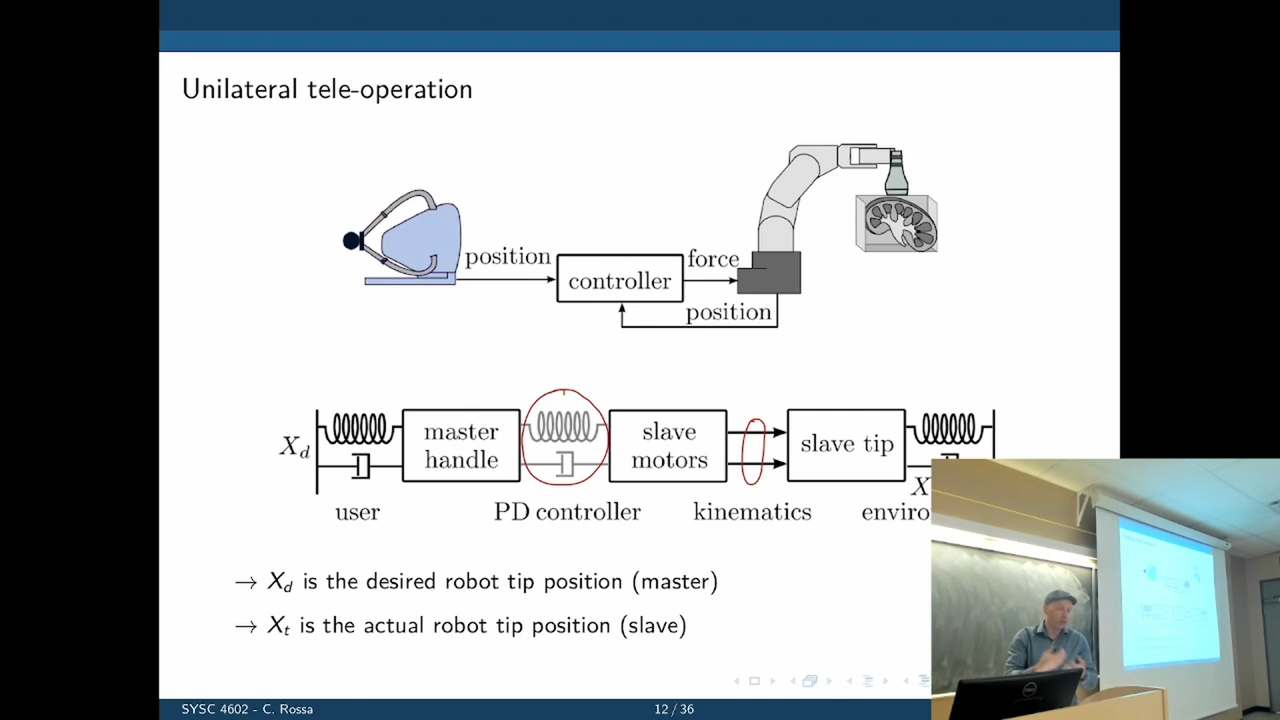 Unilateral tele-operation
position
controller
force
position
X_d
master
handle
slave
motors
slave tip
X
user
PD controller
kinematics
enviro
→ X_d is the desired robot tip position (master)
→ X_t is the actual robot tip position (slave)
SYSC 4602 - C. Rossa
12 / 36
DELL